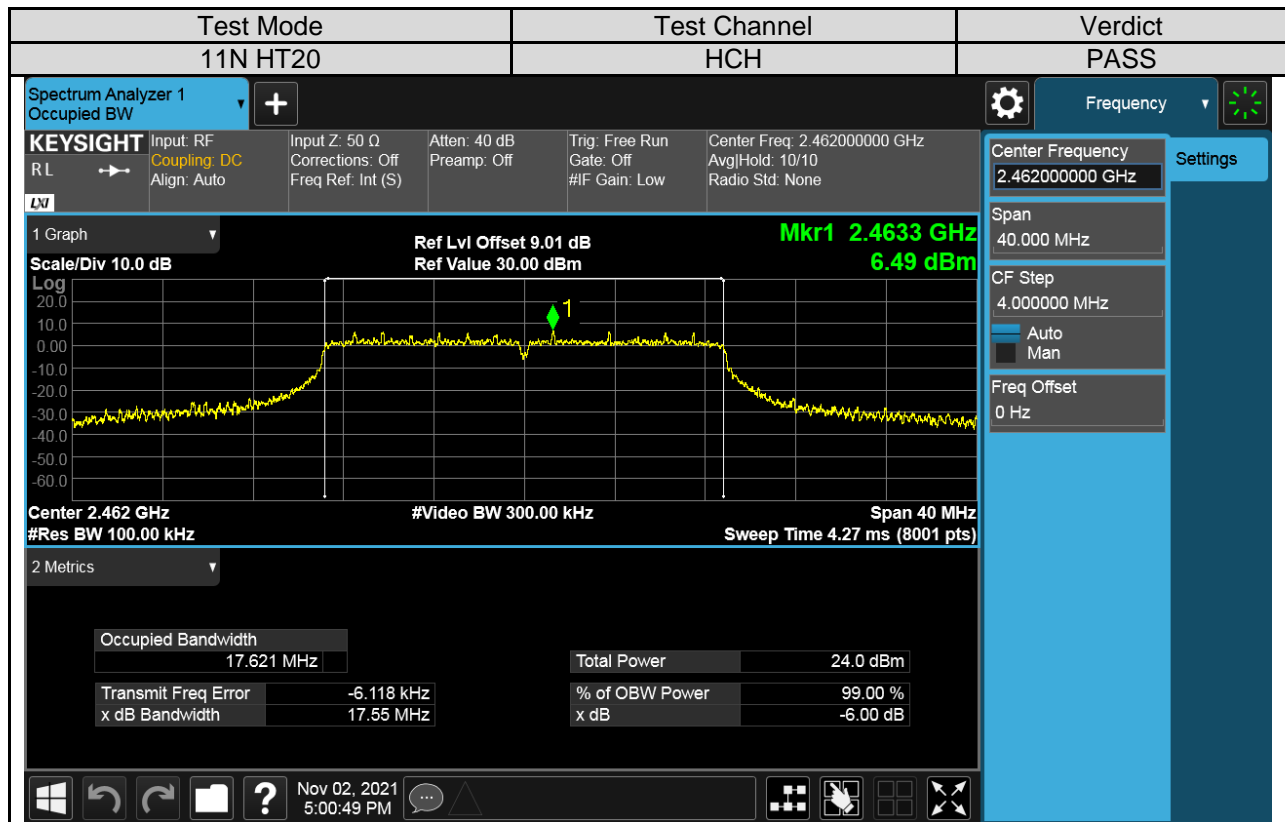 Test Mode Test Channel Verdict
11N HT20 HCH PASS
Spectrum Analyzer 1
Occupied BW
+
Frequency
KEYSIGHT Input: RF Input Z: 50 Ω Atten: 40 dB Trig: Free Run Center Freq: 2.462000000 GHz
RL Coupling: DC Corrections: Off Preamp: Off Gate: Off Avg|Hold: 10/10
Align: Auto Freq Ref: Int (S) #IF Gain: Low Radio Std: None
LXI
Center Frequency
2.462000000 GHz
Settings
Span
40.000 MHz
CF Step
4.000000 MHz
Auto
Man
Freq Offset
0 Hz
1 Graph Ref Lvl Offset 9.01 dB Mkr1 2.4633 GHz
Scale/Div 10.0 dB Ref Value 30.00 dBm 6.49 dBm
Log
20.0
10.0
0.00
-10.0
-20.0
-30.0
-40.0
-50.0
-60.0
1
Center 2.462 GHz #Video BW 300.00 kHz Span 40 MHz
#Res BW 100.00 kHz Sweep Time 4.27 ms (8001 pts)
2 Metrics
Occupied Bandwidth
17.621 MHz Total Power 24.0 dBm
Transmit Freq Error -6.118 kHz % of OBW Power 99.00 %
x dB Bandwidth 17.55 MHz x dB -6.00 dB
? Nov 02, 2021
5:00:49 PM